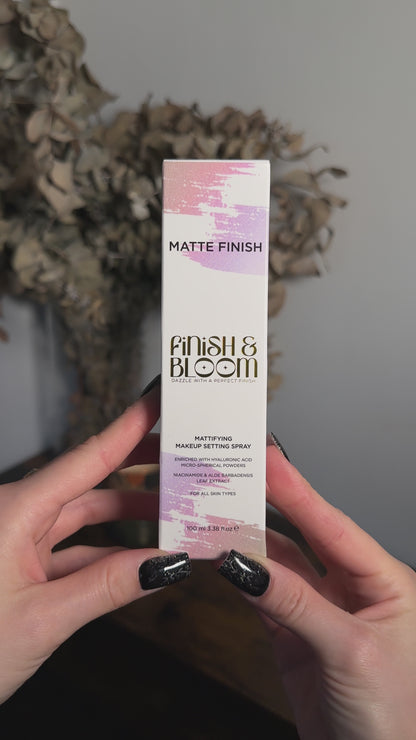 MATTE FINISH
FiNiSH &
BLOOM
DAZZLE WITH A PERFECT FINISH
MATTIFYING
MAKEUP SETTING SPRAY
ENRICHED WITH HYALURONIC ACID
MICRO-SPHERICAL POWDERS
NIACINAMIDE & ALOE BARBADENSIS
LEAF EXTRACT
FOR ALL SKIN TYPES
100 ml 3.38 fl.oz ℮